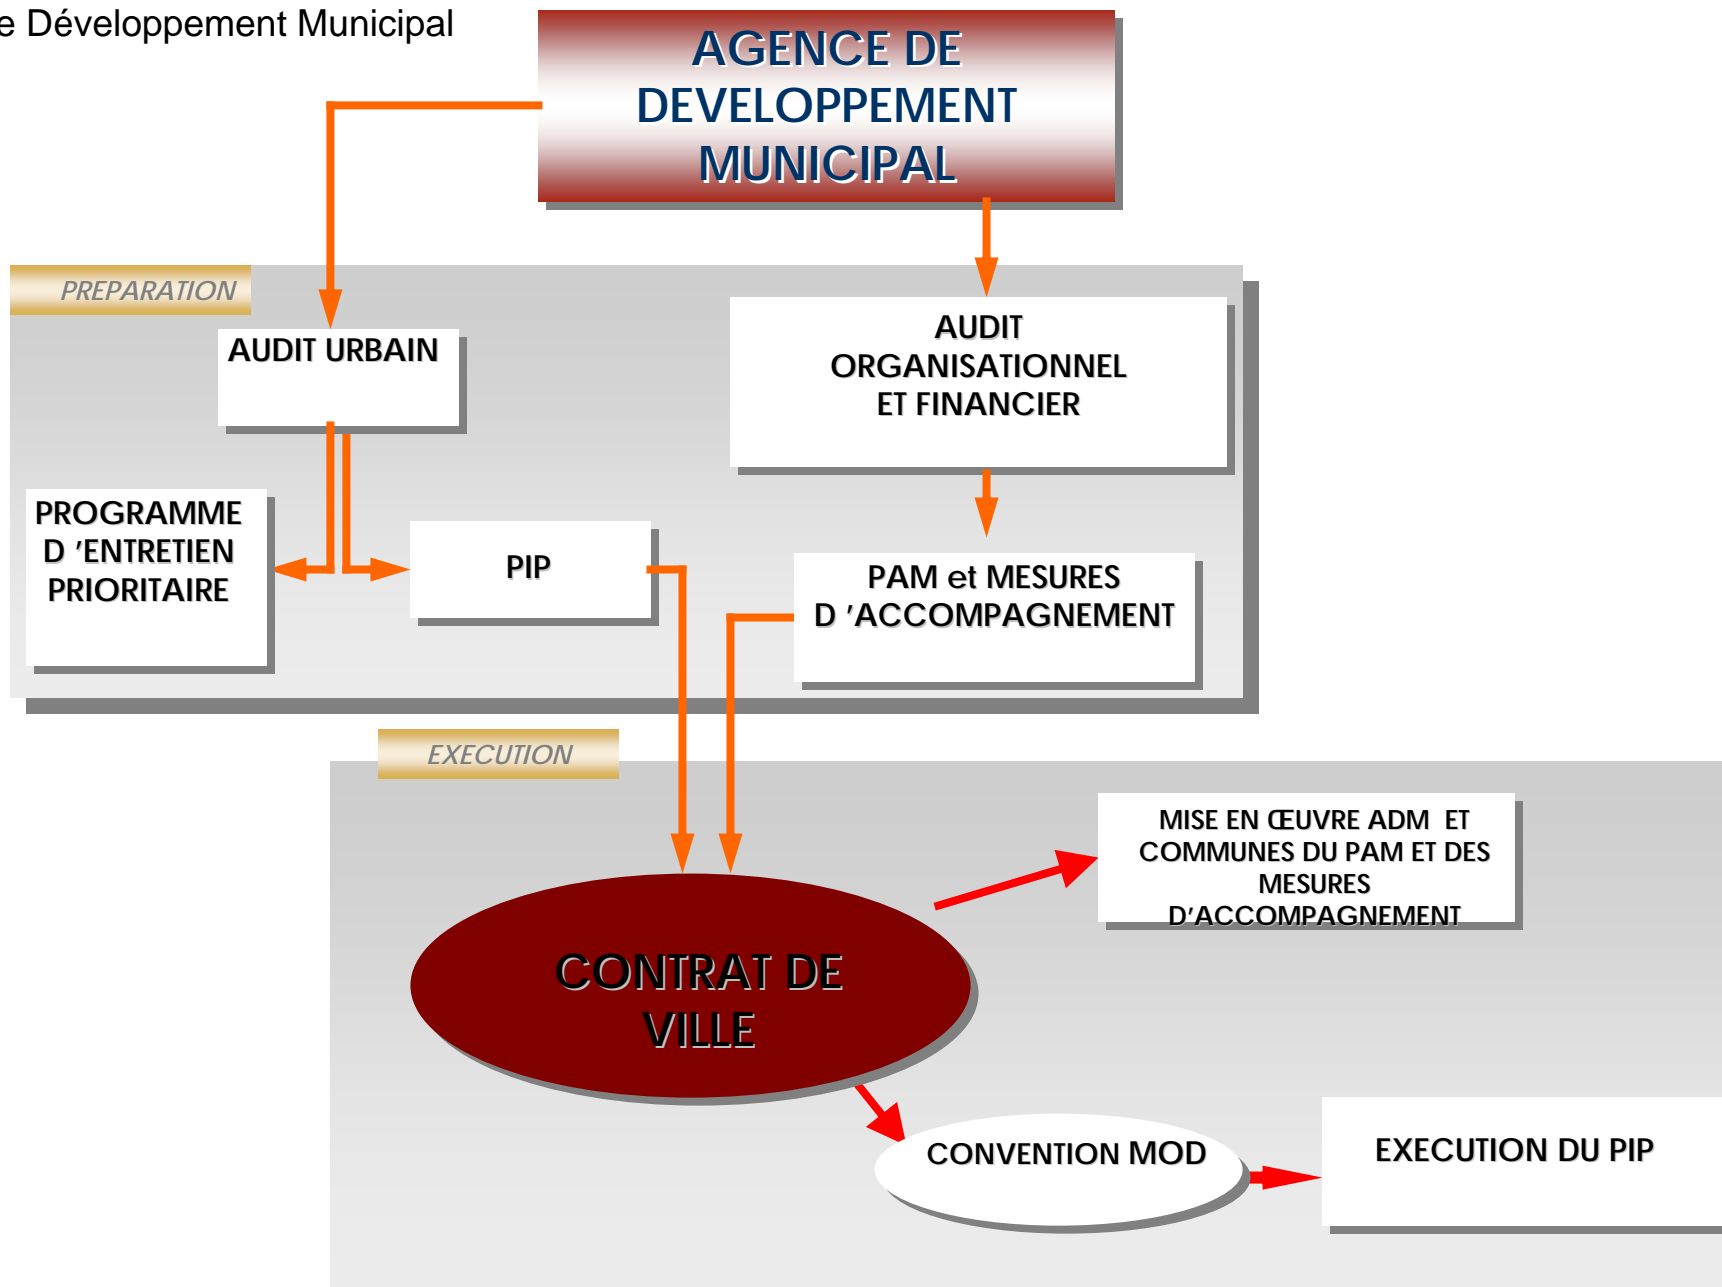 e Développement Municipal
AGENCE DE
DEVELOPPEMENT
MUNICIPAL
PREPARATION
AUDIT URBAIN
AUDIT
ORGANISATIONNEL
ET FINANCIER
PROGRAMME
D ’ENTRETIEN
PRIORITAIRE
PIP
PAM et MESURES
D ’ACCOMPAGNEMENT
EXECUTION
MISE EN ŒUVRE ADM  ET
COMMUNES DU PAM ET DES
MESURES
D’ACCOMPAGNEMENT
CONTRAT DE
VILLE
CONVENTION MOD
EXECUTION DU PIP